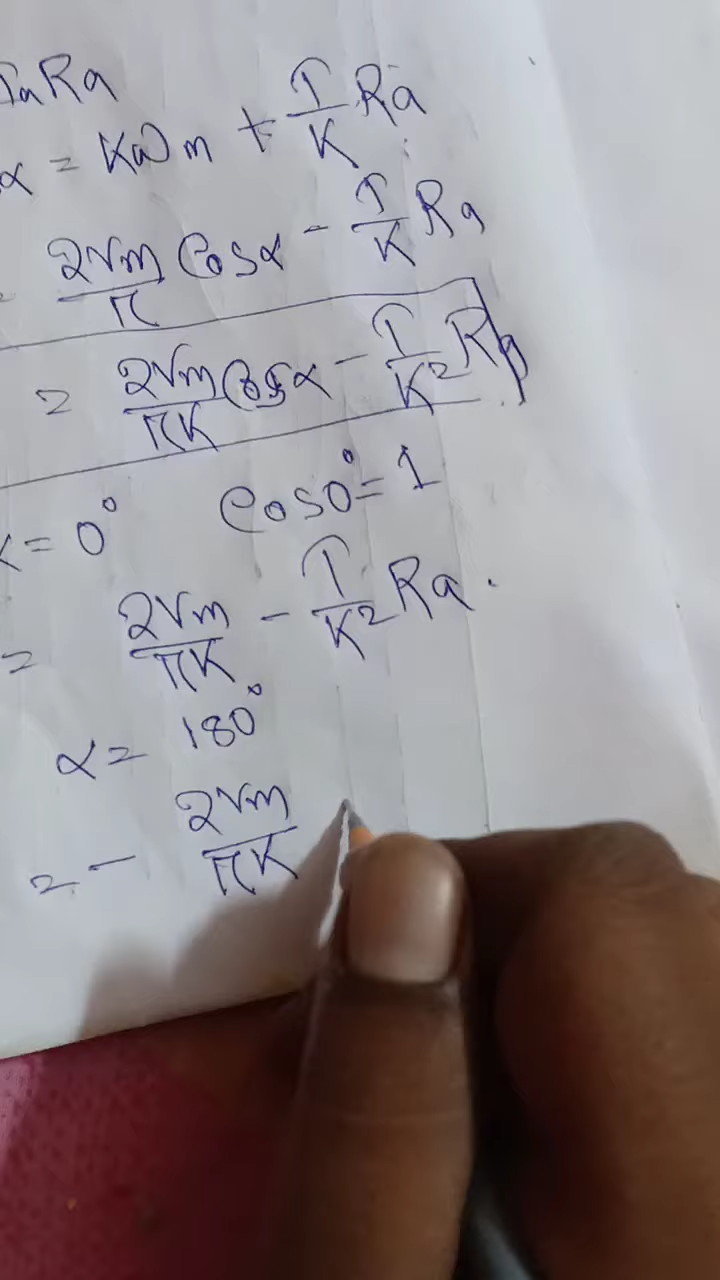 IaRa
α = Kωm + T/K Ra
= 2Vm/π Cosα - T/K Ra
= 2Vm/πK Cosα - T/K² Ra
α = 0° Cos0° = 1
= 2Vm/πK - T/K² Ra.
α = 180°
= - 2Vm/πK